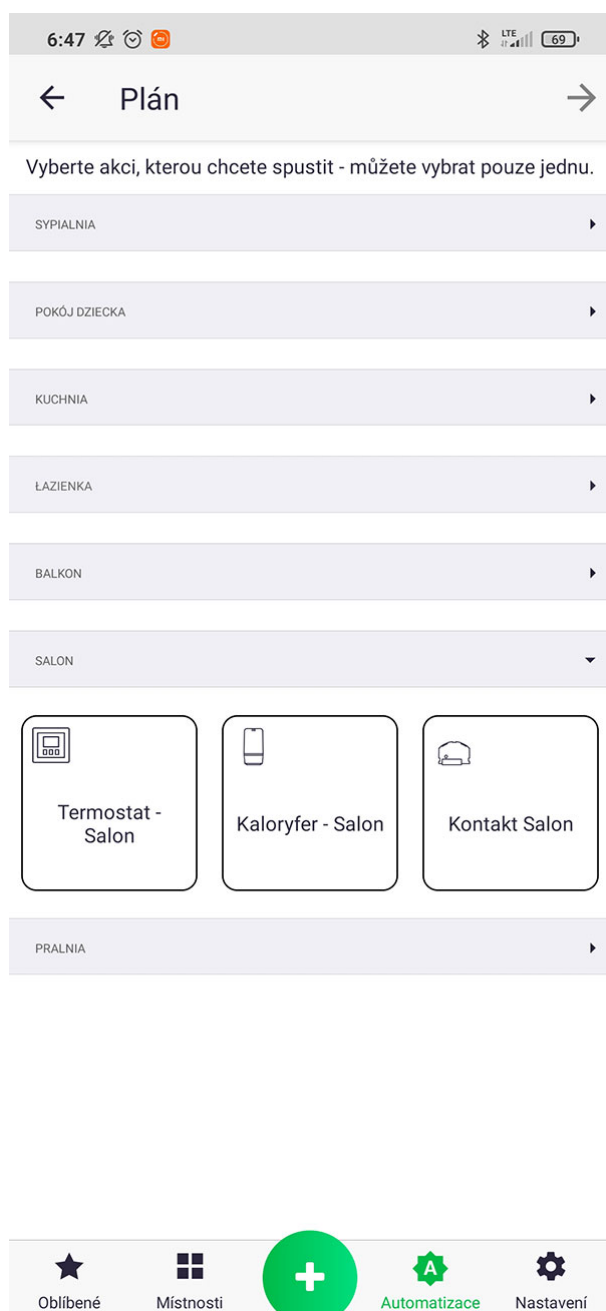 6:47
LTE
69
Plán
Vyberte akci, kterou chcete spustit - můžete vybrat pouze jednu.
SYPIALNIA
POKÓJ DZIECKA
KUCHNIA
ŁAZIENKA
BALKON
SALON
Termostat -
Salon
Kaloryfer - Salon
Kontakt Salon
PRALNIA
A
Oblíbené
Místnosti
Automatizace
Nastavení